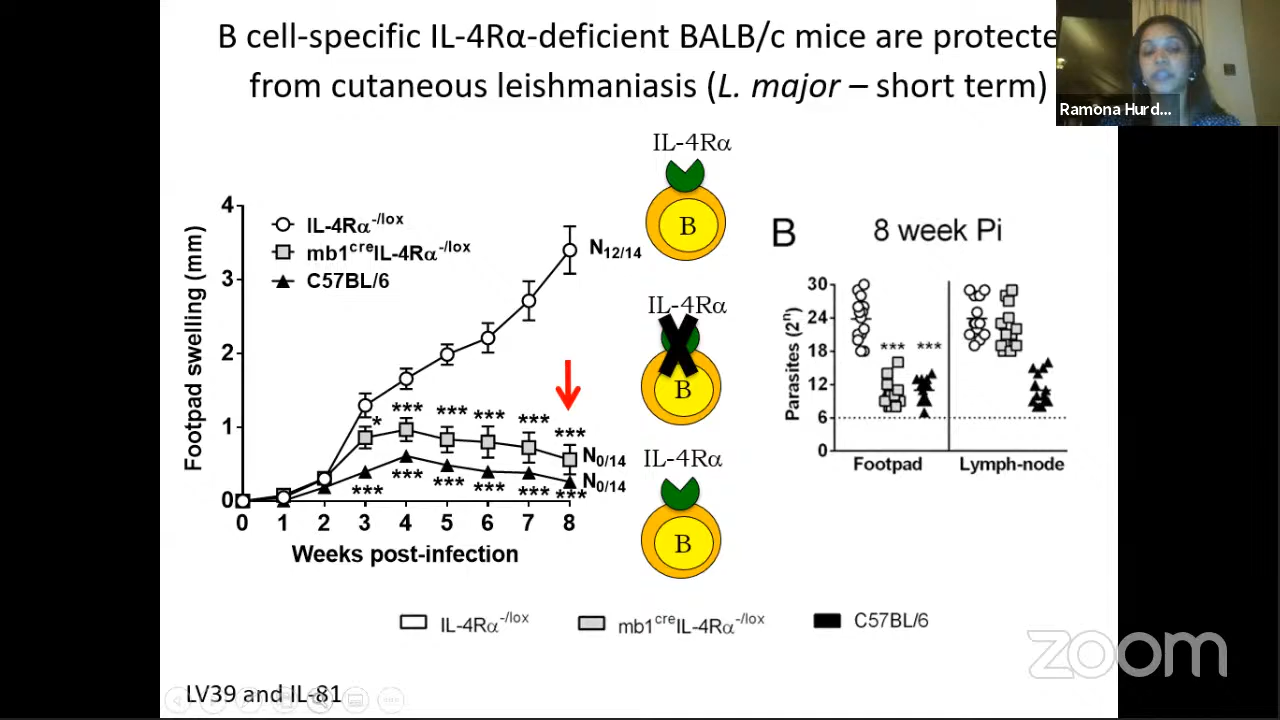 B cell-specific IL-4Rα-deficient BALB/c mice are protecte
from cutaneous leishmaniasis (L. major – short term)
Ramona Hurd...
IL-4Rα
B
IL-4Rα
B
IL-4Rα
B
Footpad swelling (mm)
4
3
2
1
0
IL-4Rα-/lox
mb1creIL-4Rα-/lox
C57BL/6
N12/14
* *** *** *** *** ***
N0/14
N0/14
*** *** *** *** *** ***
0 1 2 3 4 5 6 7 8
Weeks post-infection
B 8 week Pi
Parasites (2n)
30
24
18
12
6
0
*** ***
Footpad Lymph-node
IL-4Rα-/lox mb1creIL-4Rα-/lox C57BL/6
zoom
LV39 and IL-81